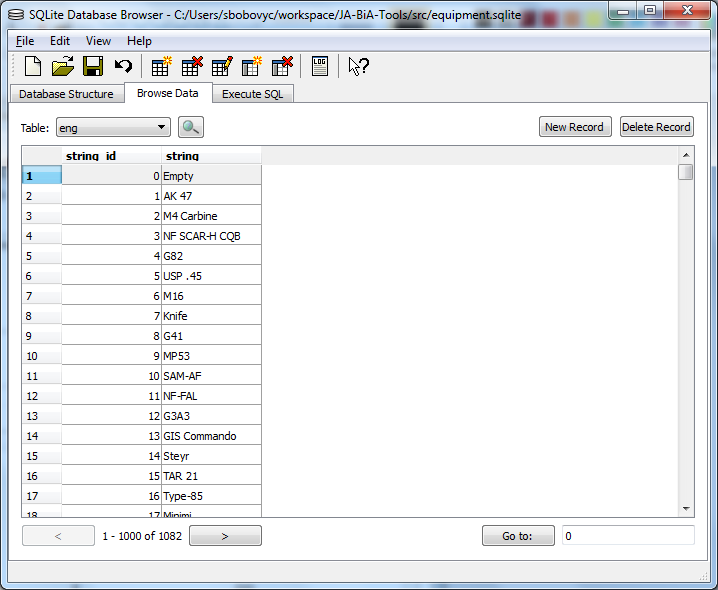 SQLite Database Browser - C:/Users/sbobovyc/workspace/JA-BiA-Tools/src/equipment.sqlite
File Edit View Help
LOG
Database Structure Browse Data Execute SQL
Table: eng New Record Delete Record
string_id string
1 0 Empty
2 1 AK 47
3 2 M4 Carbine
4 3 NF SCAR-H CQB
5 4 G82
6 5 USP .45
7 6 M16
8 7 Knife
9 8 G41
10 9 MP53
11 10 SAM-AF
12 11 NF-FAL
13 12 G3A3
14 13 GIS Commando
15 14 Steyr
16 15 TAR 21
17 16 Type-85
18 17 Minimi
< 1 - 1000 of 1082 > Go to: 0